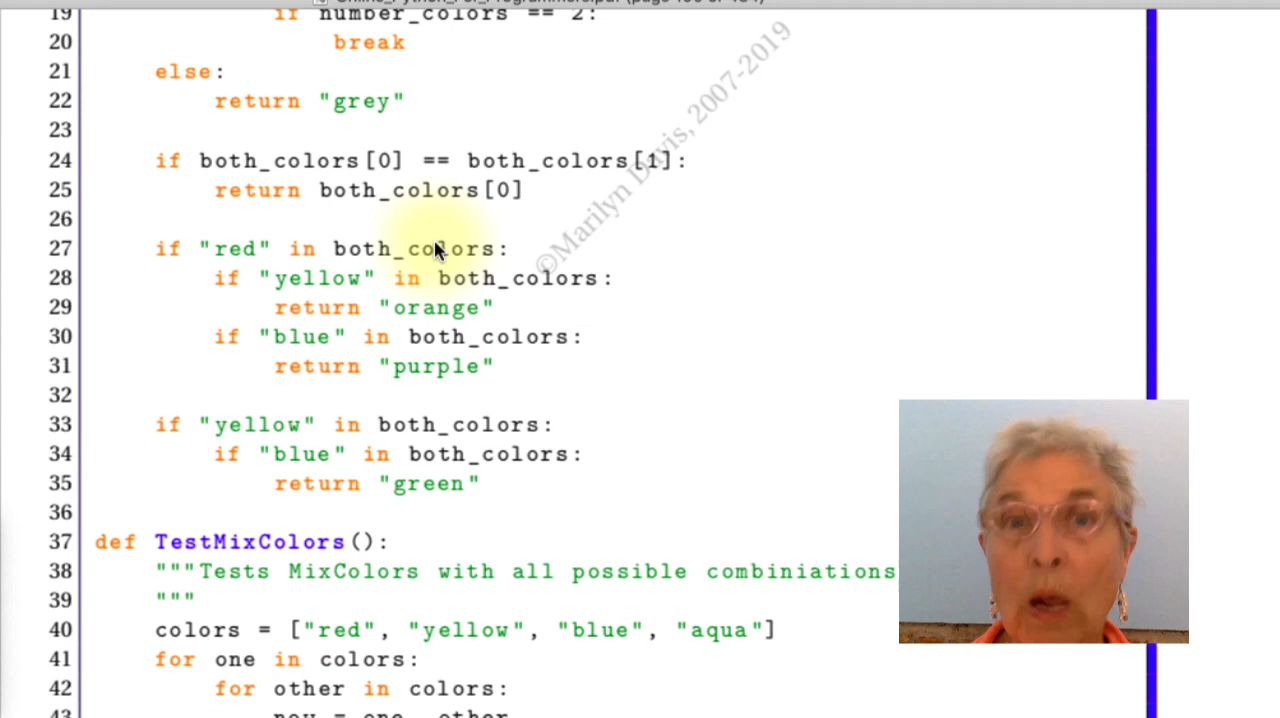 19 if number_colors == 2:
20 break
21 else:
22 return "grey"
23
24 if both_colors[0] == both_colors[1]:
25 return both_colors[0]
26
27 if "red" in both_colors:
28 if "yellow" in both_colors:
29 return "orange"
30 if "blue" in both_colors:
31 return "purple"
32
33 if "yellow" in both_colors:
34 if "blue" in both_colors:
35 return "green"
36
37 def TestMixColors():
38 """Tests MixColors with all possible combiniations
39 """
40 colors = ["red", "yellow", "blue", "aqua"]
41 for one in colors:
42 for other in colors:
43
©Marilyn Davis, 2007-2019